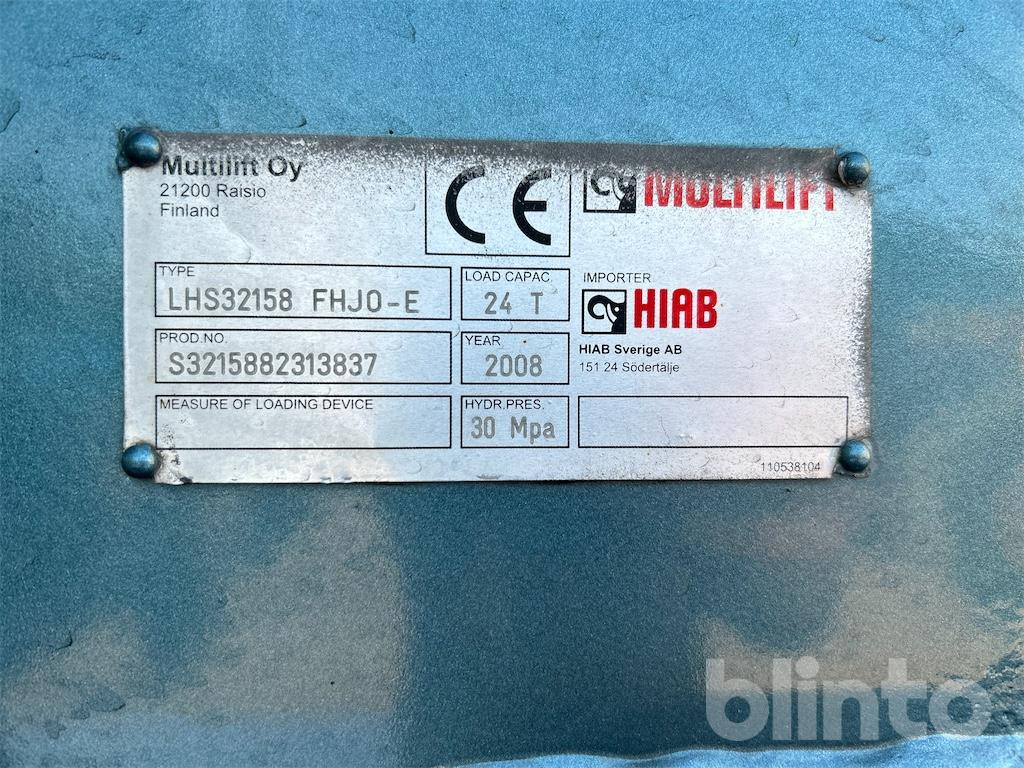 Multilift Oy
21200 Raisio
Finland
CE
MULTILIFT
TYPE
LHS32158 FHJO-E
LOAD CAPAC.
24 T
IMPORTER
HIAB
HIAB Sverige AB
151 24 Södertälje
PROD.NO.
S3215882313837
YEAR
2008
MEASURE OF LOADING DEVICE
HYDR.PRES.
30 Mpa
110538104
blinto